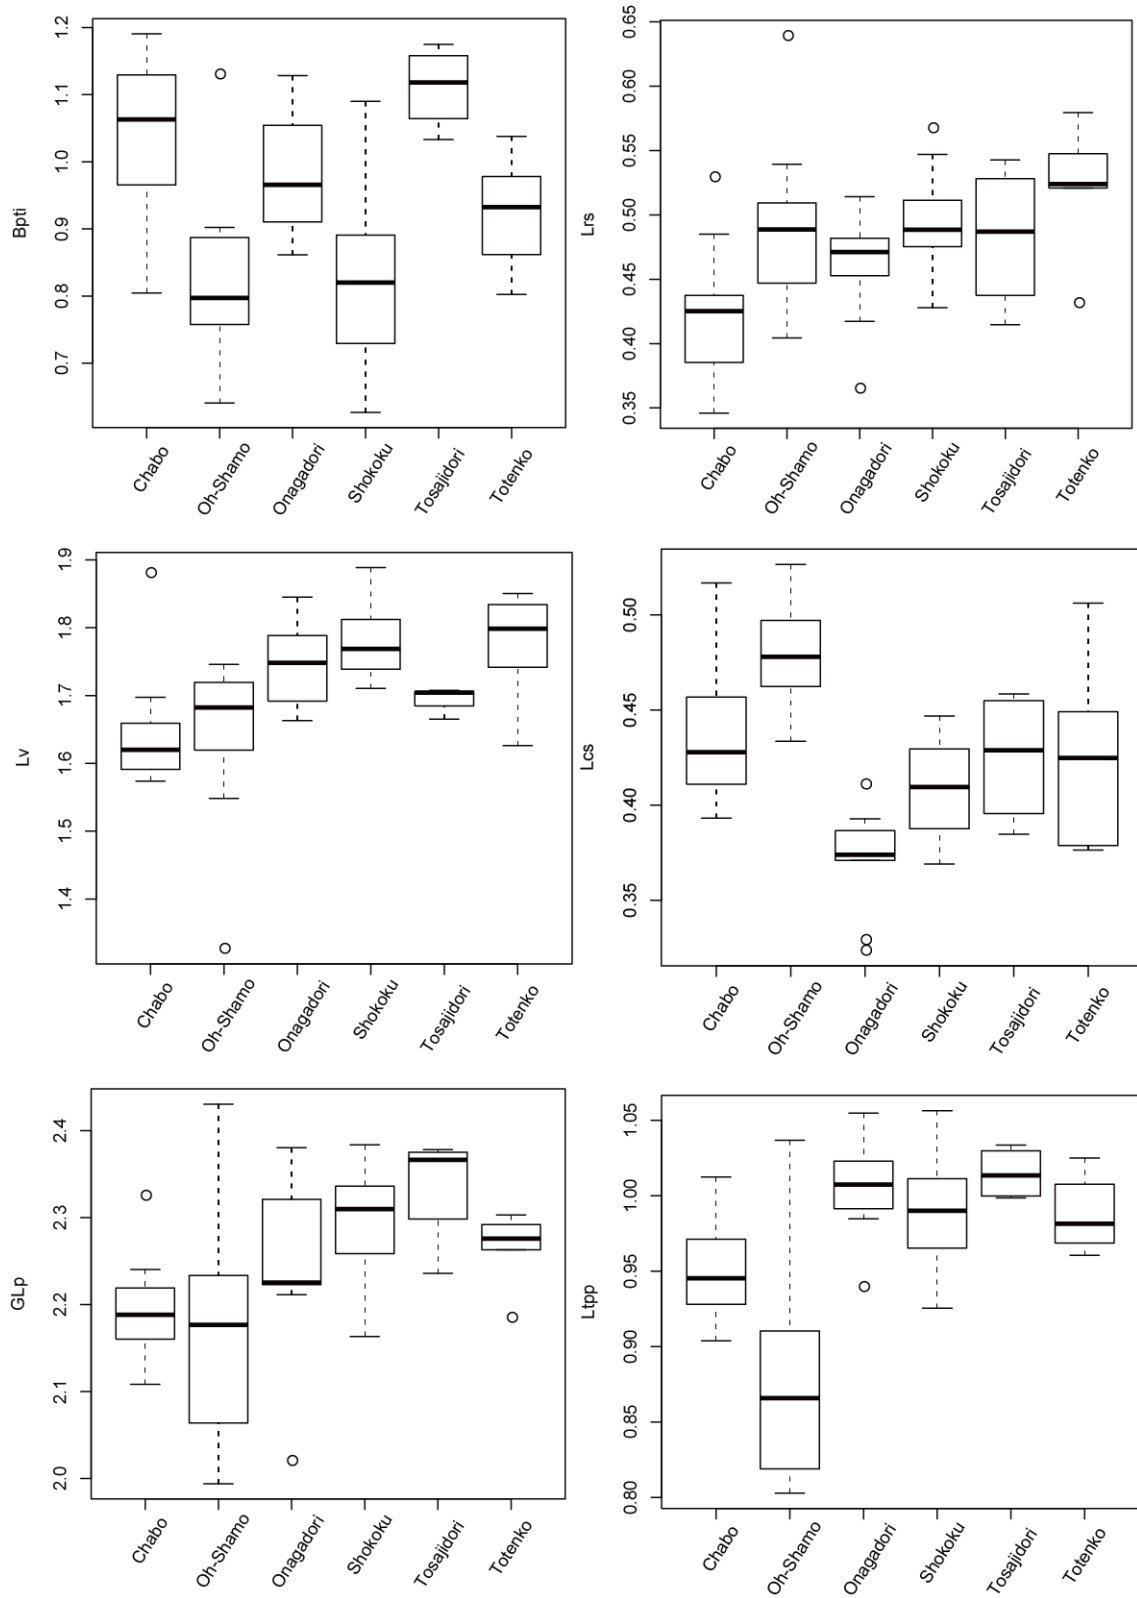 Bpti
1.2
1.1
1.0
0.9
0.8
0.7
Chabo
Oh-Shamo
Onagadori
Shokoku
Tosajidori
Totenko
Lrs
0.65
0.60
0.55
0.50
0.45
0.40
0.35
Chabo
Oh-Shamo
Onagadori
Shokoku
Tosajidori
Totenko
Lv
1.9
1.8
1.7
1.6
1.5
1.4
Chabo
Oh-Shamo
Onagadori
Shokoku
Tosajidori
Totenko
Lcs
0.50
0.45
0.40
0.35
Chabo
Oh-Shamo
Onagadori
Shokoku
Tosajidori
Totenko
GLp
2.4
2.3
2.2
2.1
2.0
Chabo
Oh-Shamo
Onagadori
Shokoku
Tosajidori
Totenko
Ltpp
1.05
1.00
0.95
0.90
0.85
0.80
Chabo
Oh-Shamo
Onagadori
Shokoku
Tosajidori
Totenko